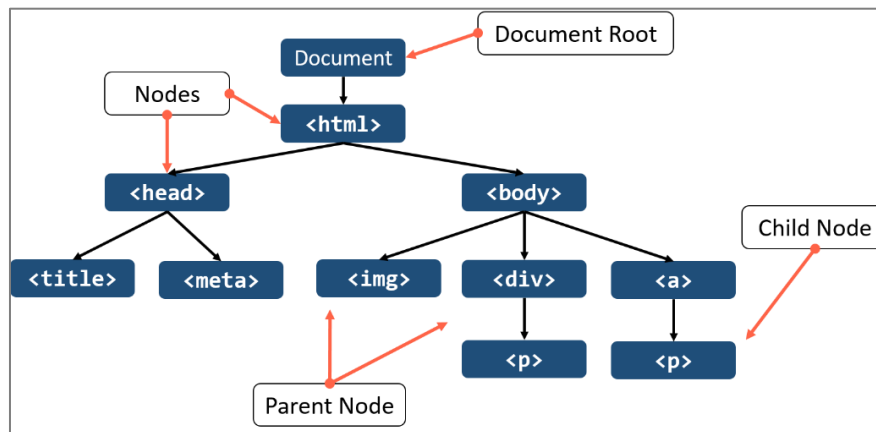 Document Root
Document
Nodes
<html>
<head>
<body>
Child Node
<title>
<meta>
<img>
<div>
<a>
<p>
<p>
Parent Node